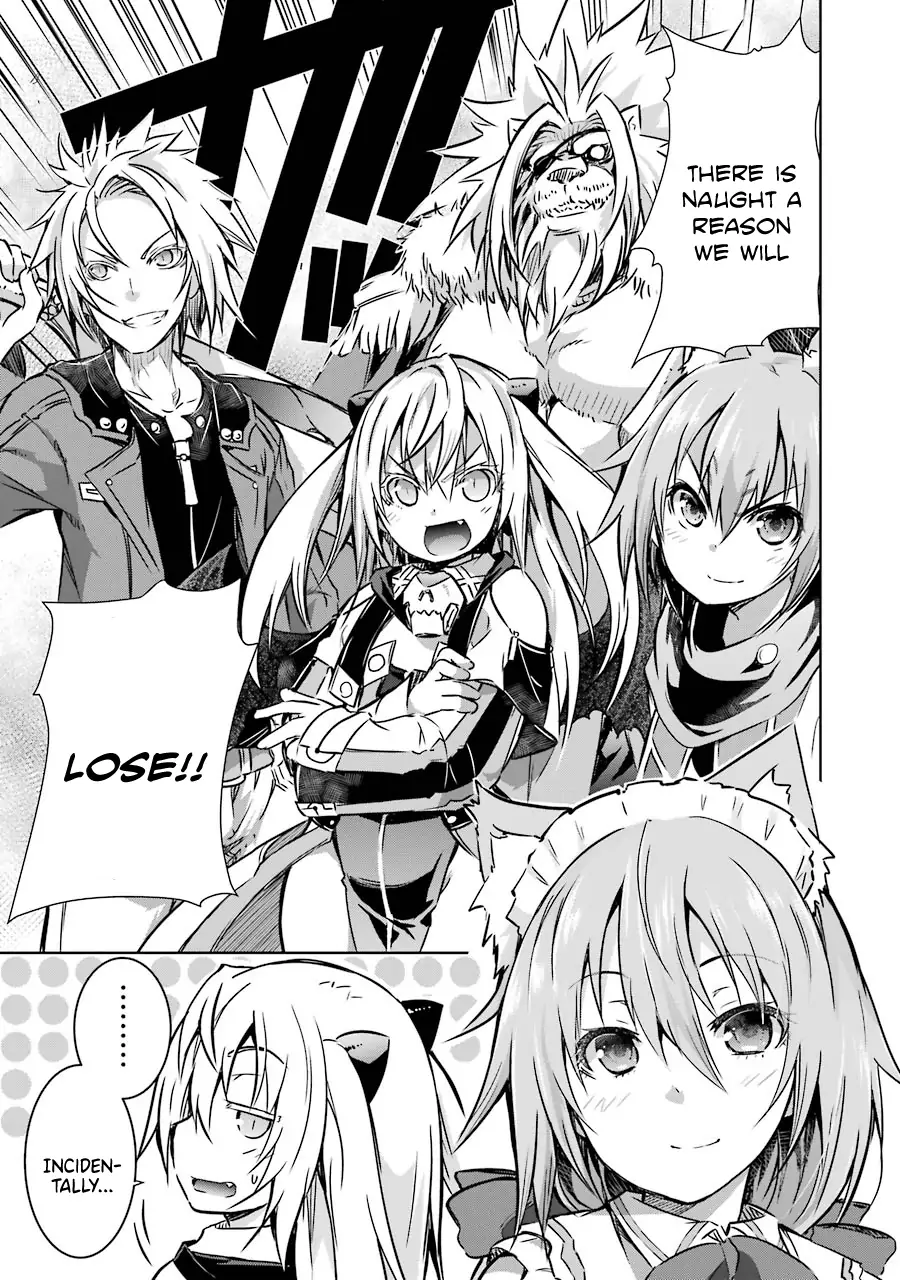 THERE IS
NAUGHT A
REASON
WE WILL
LOSE!!
........
INCIDEN-
TALLY...